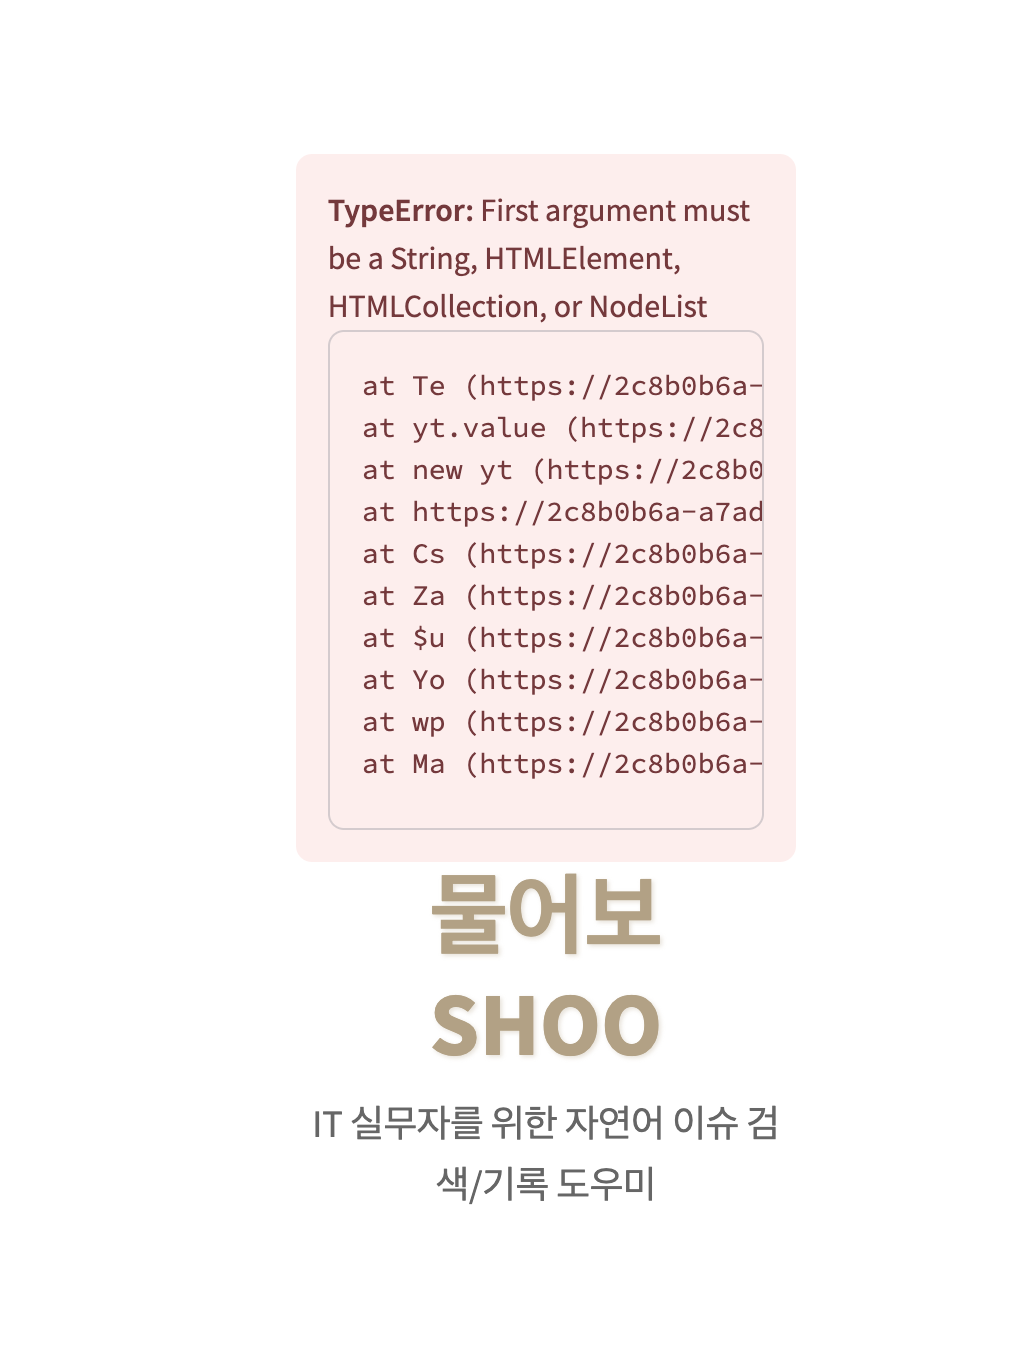 TypeError: First argument must
be a String, HTMLElement,
HTMLCollection, or NodeList
at Te (https://2c8b0b6a-
at yt.value (https://2c8
at new yt (https://2c8b0
at https://2c8b0b6a-a7ad
at Cs (https://2c8b0b6a-
at Za (https://2c8b0b6a-
at $u (https://2c8b0b6a-
at Yo (https://2c8b0b6a-
at wp (https://2c8b0b6a-
at Ma (https://2c8b0b6a-
물어보
SHOO
IT 실무자를 위한 자연어 이슈 검
색/기록 도우미